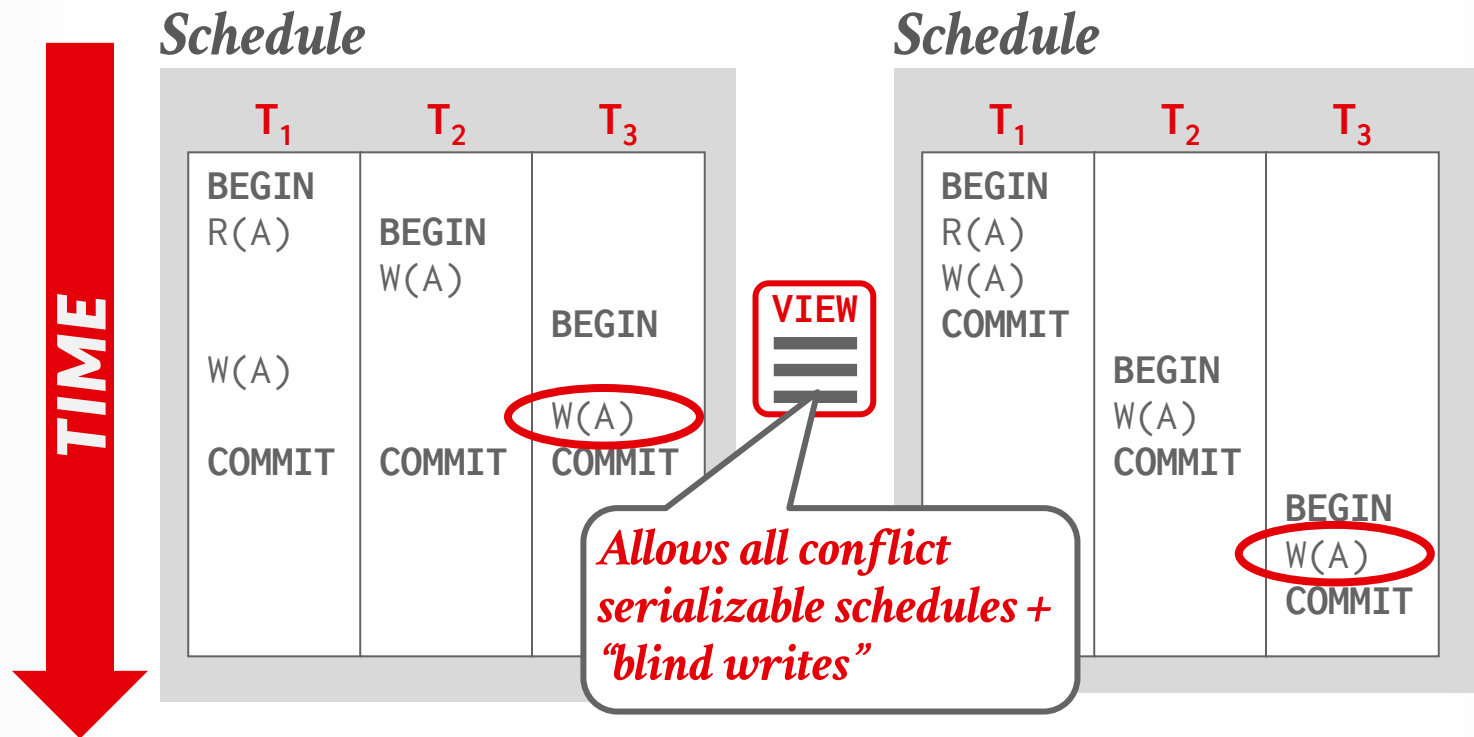 Schedule
Schedule
TIME
T₁ T₂ T₃
BEGIN
R(A) BEGIN
W(A)
BEGIN
W(A)
W(A)
COMMIT COMMIT COMMIT
VIEW
Allows all conflict
serializable schedules +
“blind writes”
T₁ T₂ T₃
BEGIN
R(A)
W(A)
COMMIT
BEGIN
W(A)
COMMIT
BEGIN
W(A)
COMMIT